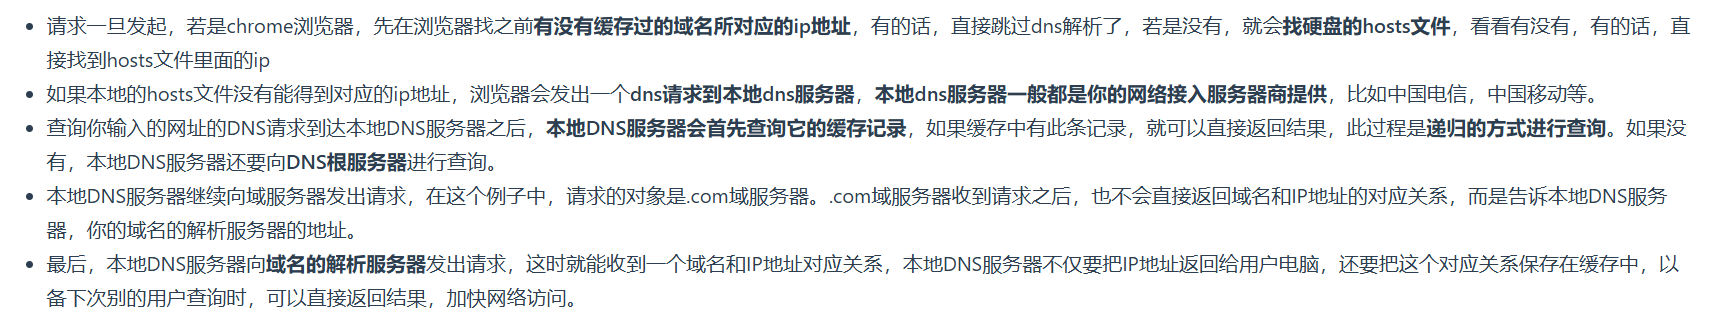 请求一旦发起，若是chrome浏览器，先在浏览器找之前有没有缓存过的域名所对应的ip地址，有的话，直接跳过dns解析了，若是没有，就会找硬盘的hosts文件，看看有没有，有的话，直
接找到hosts文件里面的ip
如果本地的hosts文件没有能得到对应的ip地址，浏览器会发出一个dns请求到本地dns服务器，本地dns服务器一般都是你的网络接入服务器商提供，比如中国电信，中国移动等。
查询你输入的网址的DNS请求到达本地DNS服务器之后，本地DNS服务器会首先查询它的缓存记录，如果缓存中有此条记录，就可以直接返回结果，此过程是递归的方式进行查询。如果没
有，本地DNS服务器还要向DNS根服务器进行查询。
本地DNS服务器继续向域服务器发出请求，在这个例子中，请求的对象是.com域服务器。.com域服务器收到请求之后，也不会直接返回域名和IP地址的对应关系，而是告诉本地DNS服务
器，你的域名的解析服务器的地址。
最后，本地DNS服务器向域名的解析服务器发出请求，这时就能收到一个域名和IP地址对应关系，本地DNS服务器不仅要把IP地址返回给用户电脑，还要把这个对应关系保存在缓存中，以
备下次别的用户查询时，可以直接返回结果，加快网络访问。